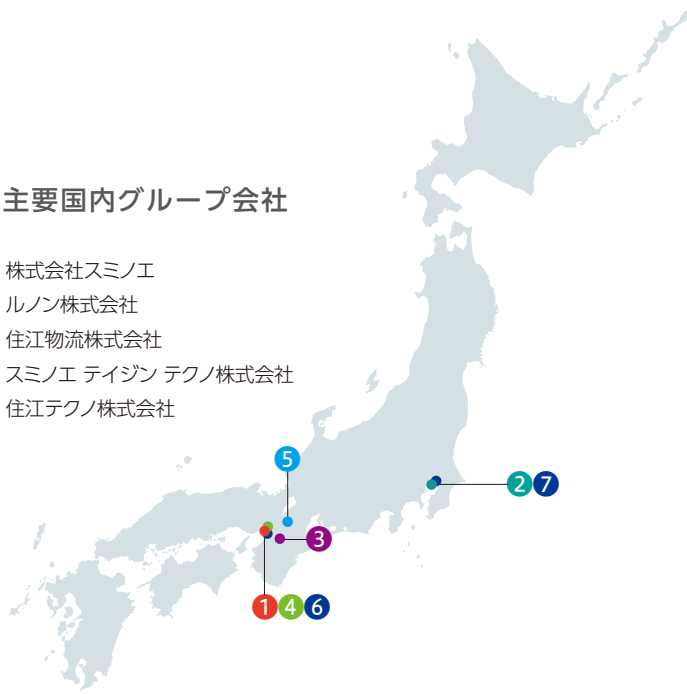 主要国内グループ会社
株式会社スミノエ
ルノン株式会社
住江物流株式会社
スミノエ テイジン テクノ株式会社
住江テクノ株式会社
5
2 7
3
1 4 6